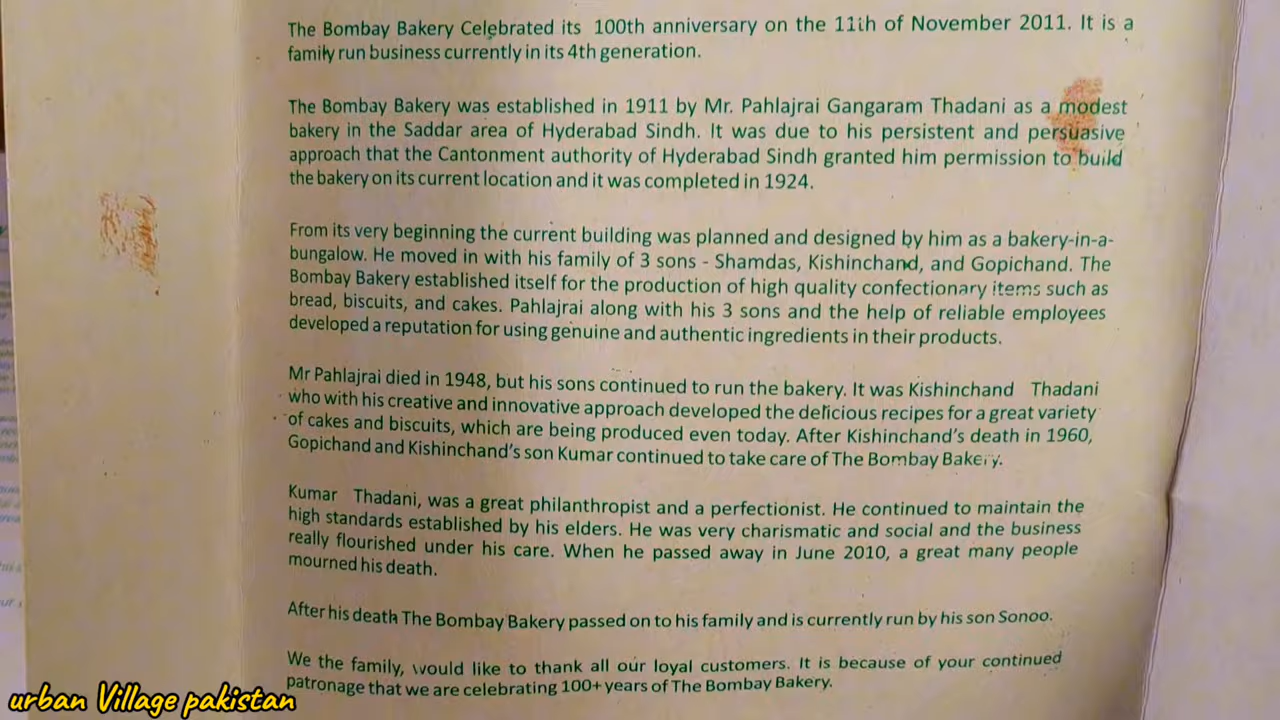 The Bombay Bakery Celebrated its 100th anniversary on the 11th of November 2011. It is a
family run business currently in its 4th generation.
The Bombay Bakery was established in 1911 by Mr. Pahlajrai Gangaram Thadani as a modest
bakery in the Saddar area of Hyderabad Sindh. It was due to his persistent and persuasive
approach that the Cantonment authority of Hyderabad Sindh granted him permission to build
the bakery on its current location and it was completed in 1924.
From its very beginning the current building was planned and designed by him as a bakery-in-a-
bungalow. He moved in with his family of 3 sons - Shamdas, Kishinchand, and Gopichand. The
Bombay Bakery established itself for the production of high quality confectionary items such as
bread, biscuits, and cakes. Pahlajrai along with his 3 sons and the help of reliable employees
developed a reputation for using genuine and authentic ingredients in their products.
Mr Pahlajrai died in 1948, but his sons continued to run the bakery. It was Kishinchand Thadani
who with his creative and innovative approach developed the delicious recipes for a great variety
of cakes and biscuits, which are being produced even today. After Kishinchand's death in 1960,
Gopichand and Kishinchand's son Kumar continued to take care of The Bombay Bakery.
Kumar Thadani, was a great philanthropist and a perfectionist. He continued to maintain the
high standards established by his elders. He was very charismatic and social and the business
really flourished under his care. When he passed away in June 2010, a great many people
mourned his death.
After his death The Bombay Bakery passed on to his family and is currently run by his son Sonoo.
We the family, would like to thank all our loyal customers. It is because of your continued
patronage that we are celebrating 100+ years of The Bombay Bakery.
urban Village pakistan